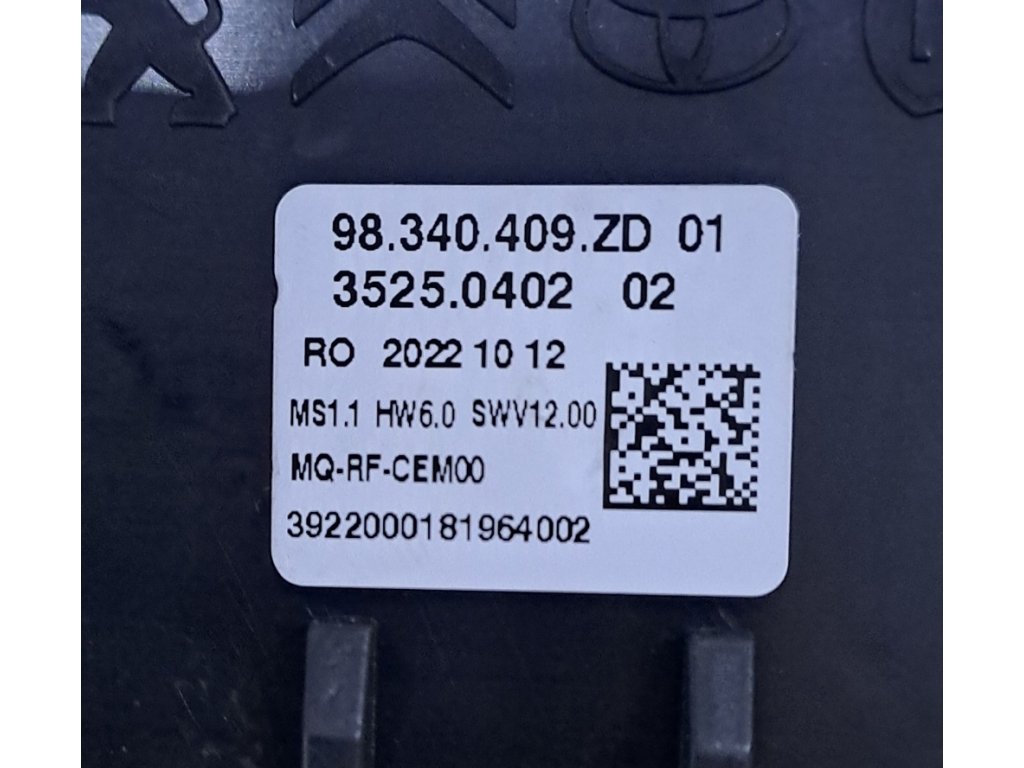 98.340.409.ZD 01
3525.0402 02
RO 2022 10 12
MS1.1 HW6.0 SWV12.00
MQ-RF-CEM00
3922000181964002